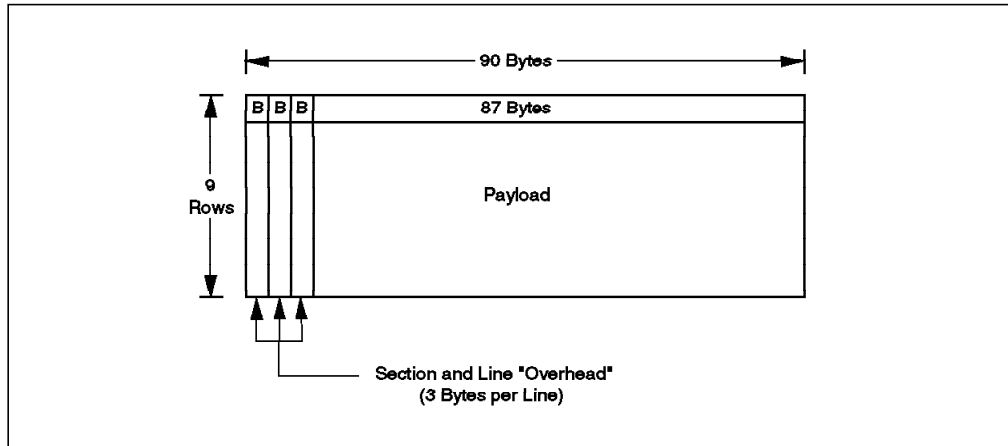 90 Bytes
B B B 87 Bytes
9
Rows
Payload
Section and Line "Overhead"
(3 Bytes per Line)